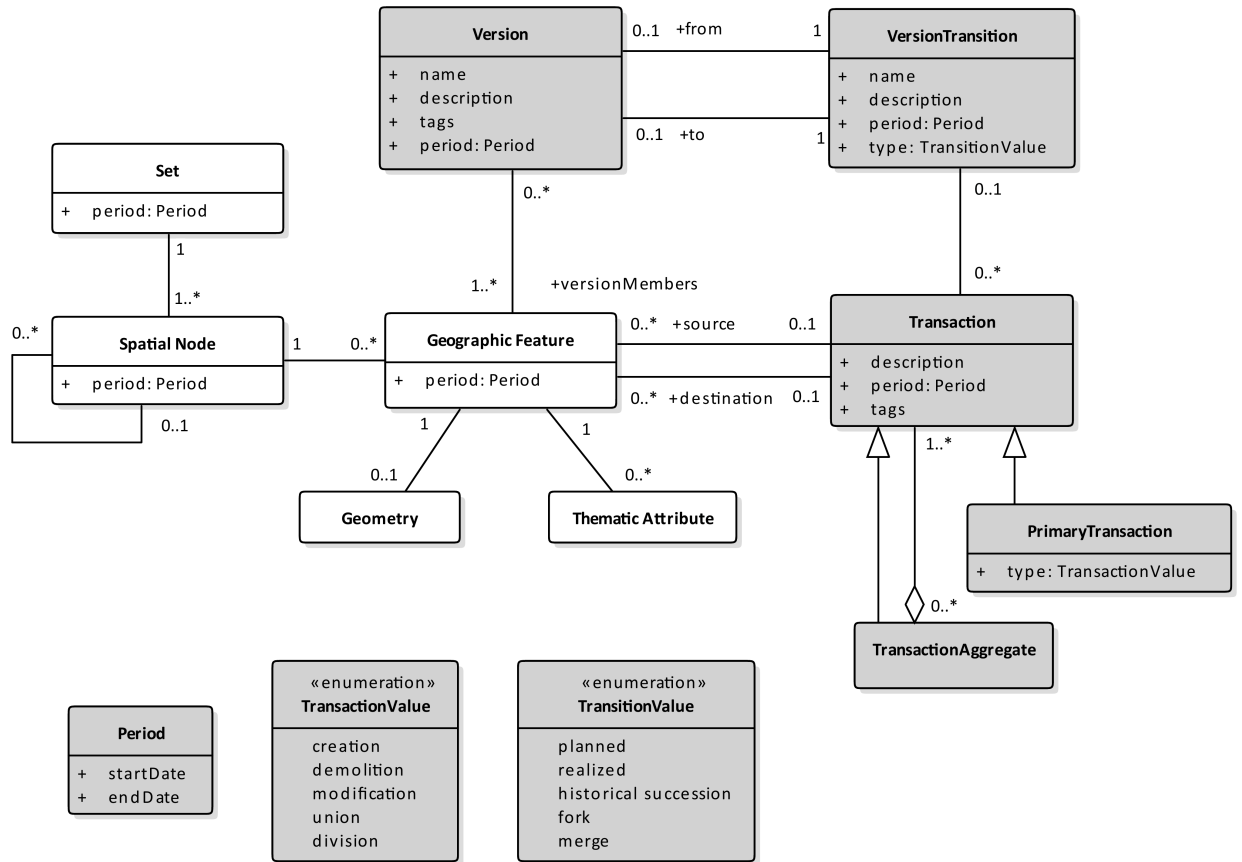 Version
+ name
+ description
+ tags
+ period: Period
0..1 +from 1
0..1 +to 1
VersionTransition
+ name
+ description
+ period: Period
+ type: TransitionValue
Set
+ period: Period
1
1..*
0..*
Spatial Node
+ period: Period
0..1
1 0..*
0..*
1..* +versionMembers
Geographic Feature
+ period: Period
0..1
0..*
0..* +source 0..1
0..* +destination 0..1
Transaction
+ description
+ period: Period
+ tags
1
0..1
1
0..*
Geometry
Thematic Attribute
1..*
0..*
PrimaryTransaction
+ type: TransactionValue
TransactionAggregate
Period
+ startDate
+ endDate
«enumeration»
TransactionValue
creation
demolition
modification
union
division
«enumeration»
TransitionValue
planned
realized
historical succession
fork
merge